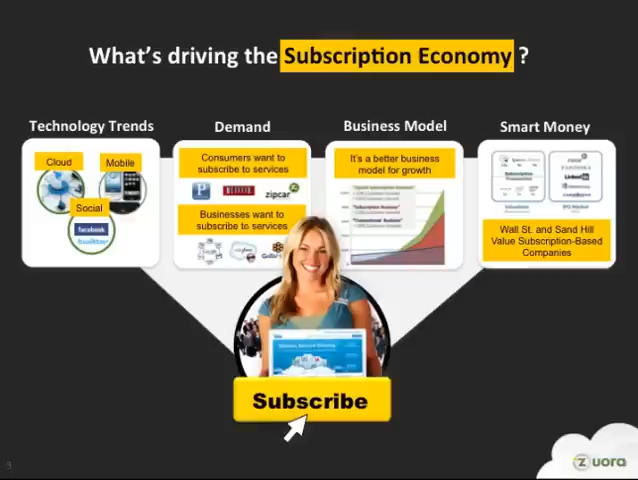 What's driving the Subscription Economy ?
Technology Trends
Demand
Business Model
Smart Money
Cloud
Mobile
Social
facebook
twitter
Consumers want to
subscribe to services
P
zipcar
Businesses want to
subscribe to services
It's a better business
model for growth
PANDORA
LinkedIn
Wall St. and Sand Hill
Value Subscription-Based
Companies
Subscribe
zuora